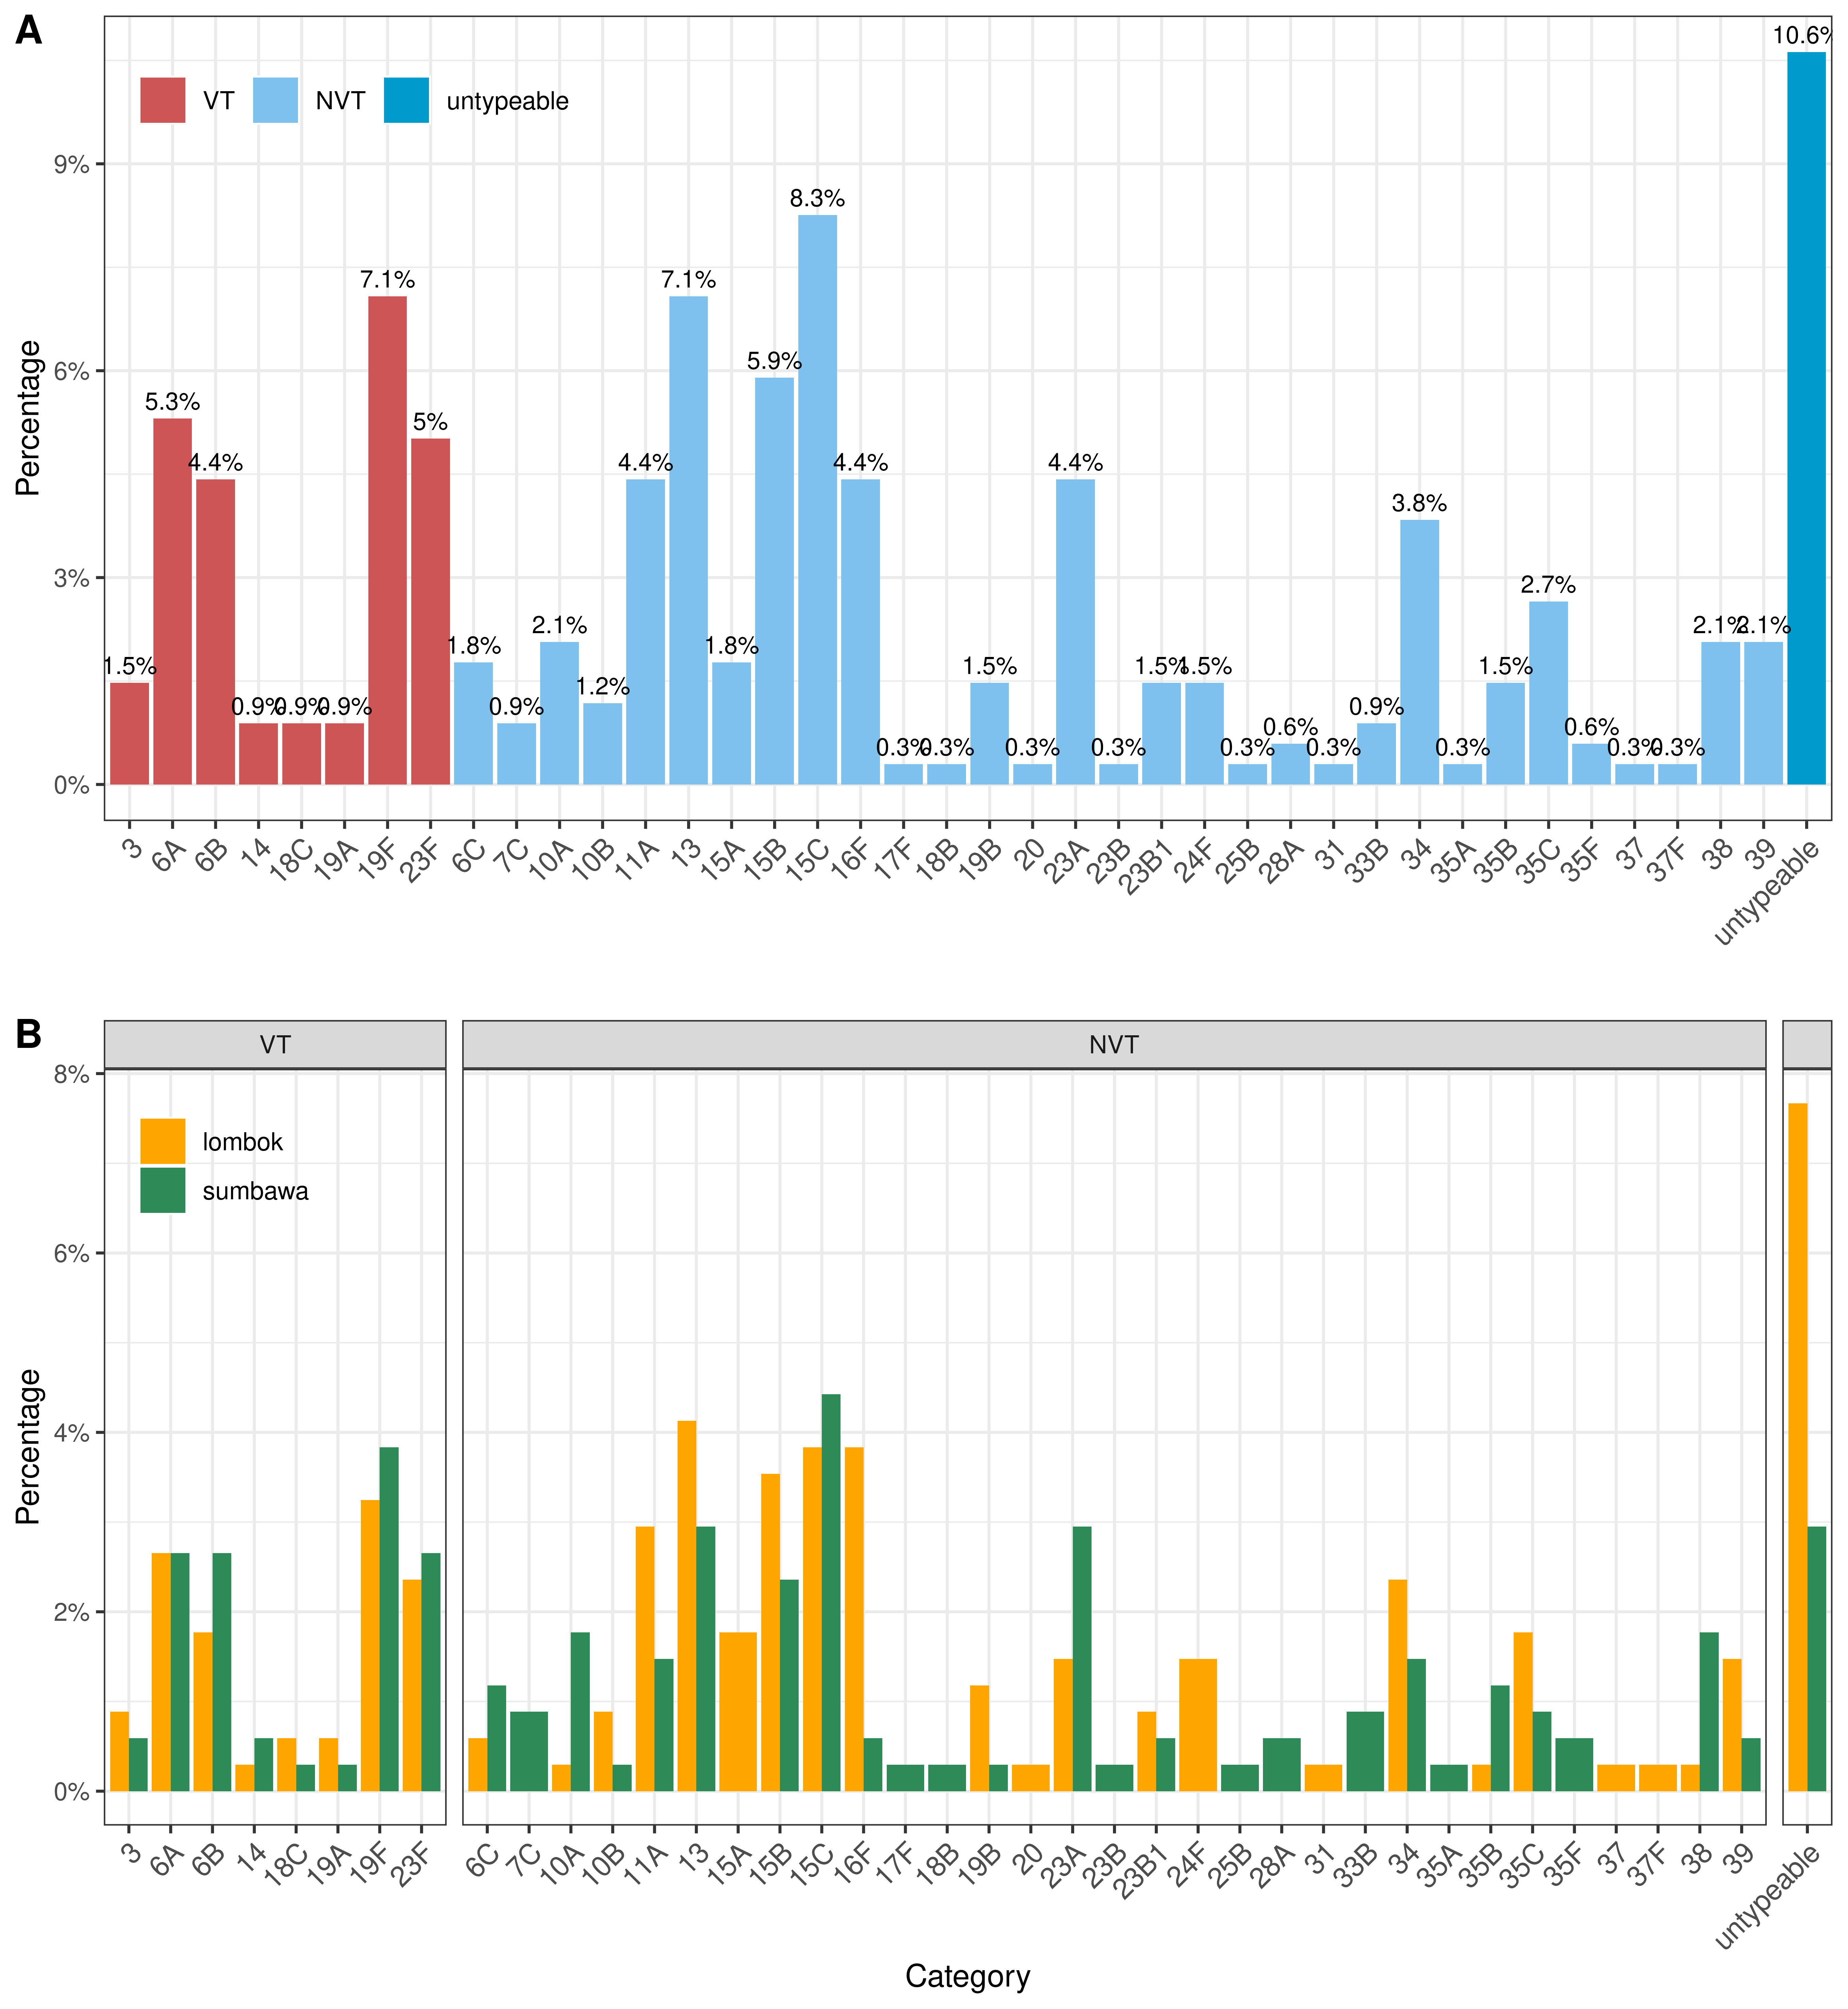 A
VT NVT untypeable
Percentage
9%
6%
3%
0%
1.5% 5.3% 4.4% 0.9% 0.9% 0.9% 7.1% 5% 1.8% 0.9% 2.1% 1.2% 4.4% 7.1% 1.8% 5.9% 8.3% 4.4% 0.3% 0.3% 1.5% 0.3% 4.4% 0.3% 1.5% 1.5% 0.3% 0.6% 0.3% 0.9% 3.8% 0.3% 1.5% 2.7% 0.6% 0.3% 0.3% 2.1% 2.1% 10.6%
3 6A 6B 14 18C 19A 19F 23F 6C 7C 10A 10B 11A 13 15A 15B 15C 16F 17F 18B 19B 20 23A 23B 23B1 24F 25B 28A 31 33B 34 35A 35B 35C 35F 37 37F 38 39 untypeable
B
VT NVT
lombok
sumbawa
Percentage
8%
6%
4%
2%
0%
3 6A 6B 14 18C 19A 19F 23F 6C 7C 10A 10B 11A 13 15A 15B 15C 16F 17F 18B 19B 20 23A 23B 23B1 24F 25B 28A 31 33B 34 35A 35B 35C 35F 37 37F 38 39 untypeable
Category